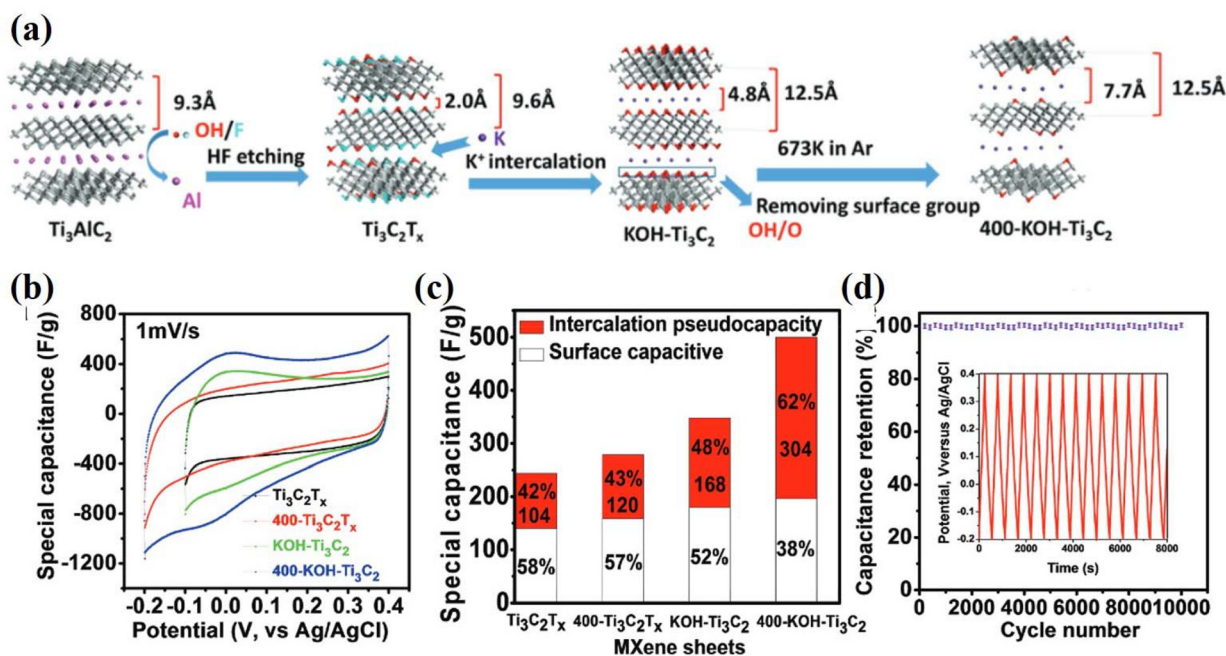 (a)
9.3Å
OH/F
HF etching
Al
Ti₃AlC₂
2.0Å
9.6Å
K
K⁺ intercalation
Ti₃C₂Tₓ
4.8Å
12.5Å
673K in Ar
Removing surface group
OH/O
KOH-Ti₃C₂
7.7Å
12.5Å
400-KOH-Ti₃C₂
(b)
Special capacitance (F/g)
800
400
0
-400
-800
-1200
1mV/s
Ti₃C₂Tₓ
400-Ti₃C₂Tₓ
KOH-Ti₃C₂
400-KOH-Ti₃C₂
-0.2 -0.1 0.0 0.1 0.2 0.3 0.4
Potential (V, vs Ag/AgCl)
(c)
Special capacitance (F/g)
500
400
300
200
100
0
Intercalation pseudocapacity
Surface capacitive
42%
104
58%
43%
120
57%
48%
168
52%
62%
304
38%
Ti₃C₂Tₓ 400-Ti₃C₂Tₓ KOH-Ti₃C₂ 400-KOH-Ti₃C₂
MXene sheets
(d)
Capacitance retention (%)
100
80
60
40
20
0
Potential, Vversus Ag/AgCl
0.4
0.3
0.2
0.1
0.0
-0.1
-0.2
0 2000 4000 6000 8000
Time (s)
0 2000 4000 6000 8000 10000
Cycle number